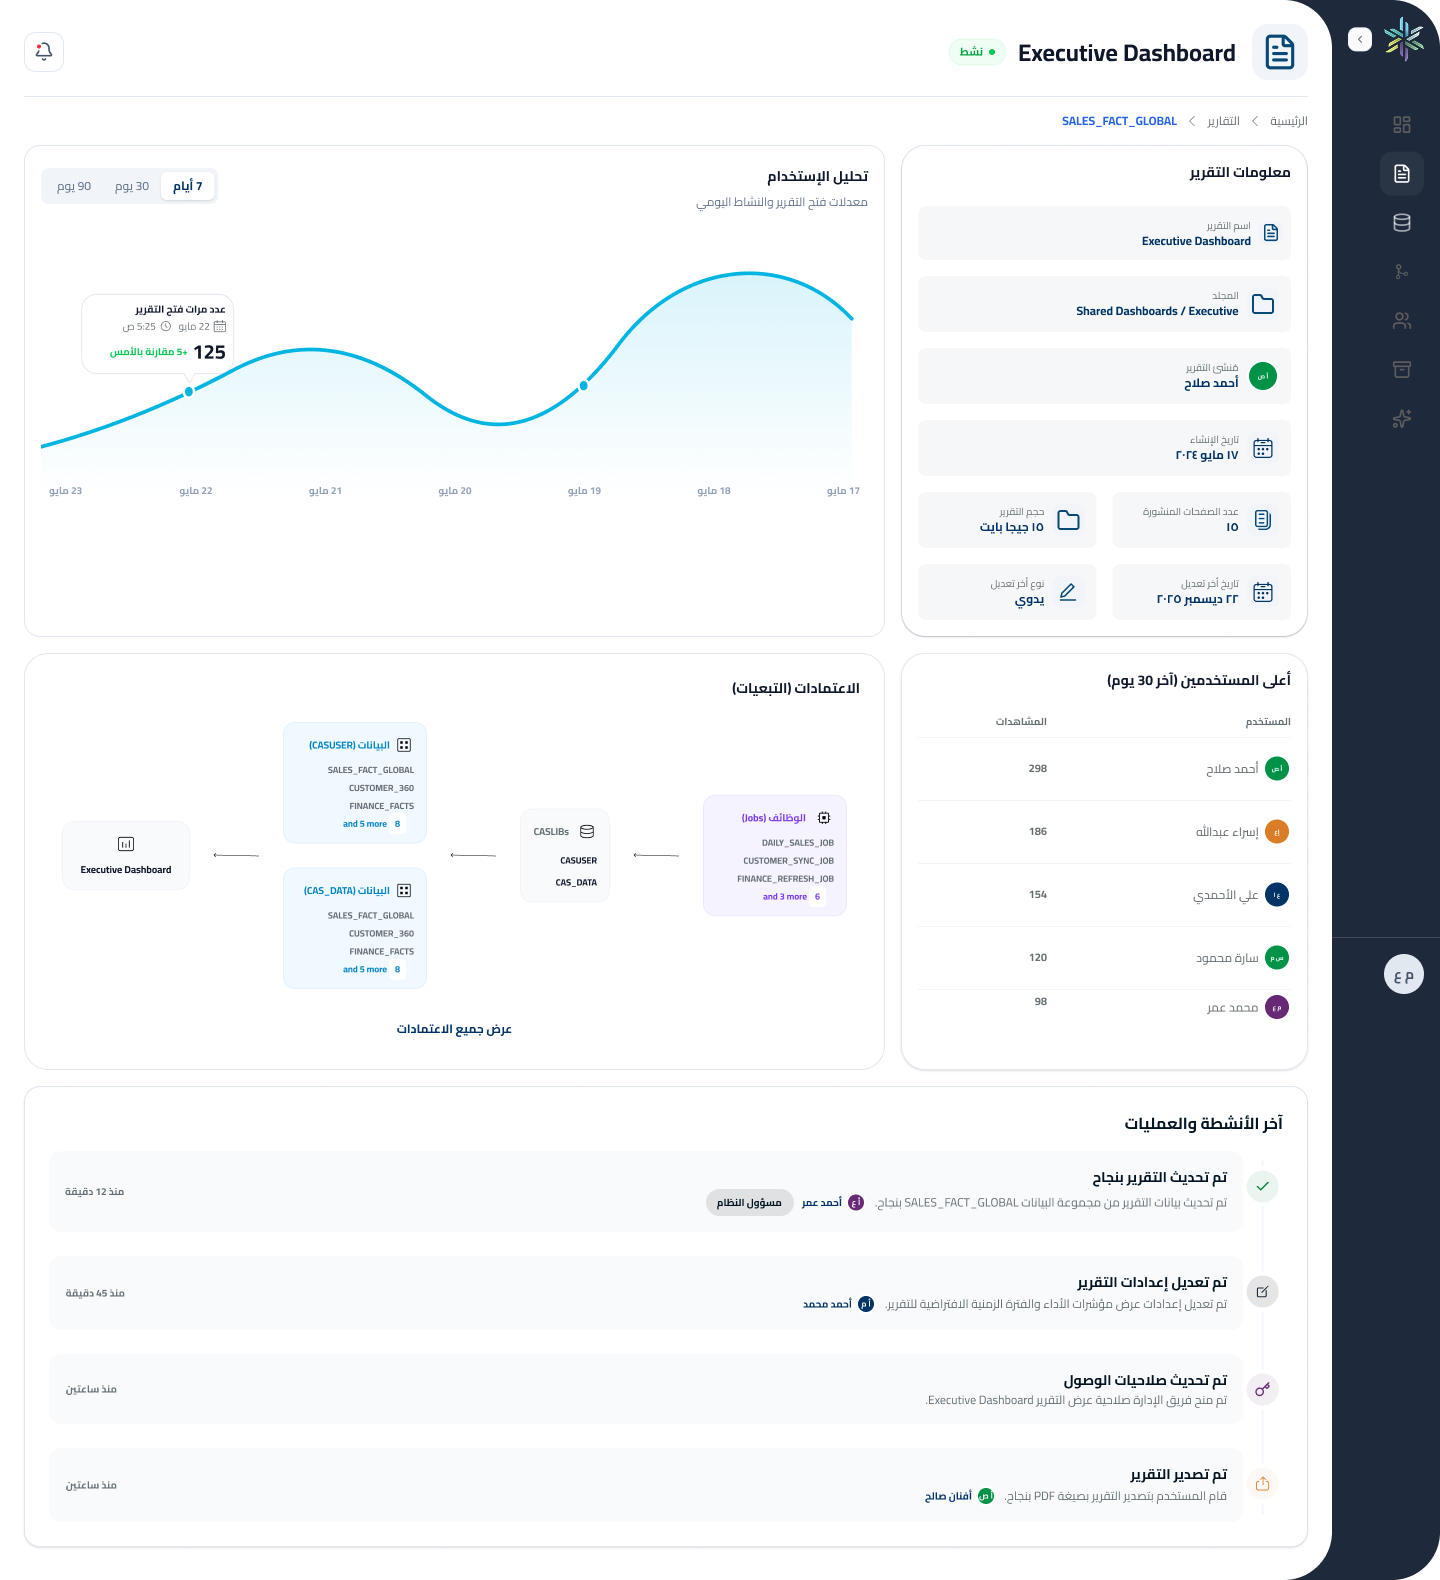 Executive Dashboard
نشط
الرئيسية
التقارير
SALES_FACT_GLOBAL
معلومات التقرير
اسم التقرير
Executive Dashboard
المجلد
Shared Dashboards / Executive
أ ص
مُنشئ التقرير
أحمد صلاح
تاريخ الإنشاء
١٧ مايو ٢٠٢٤
عدد الصفحات المنشورة
١٥
حجم التقرير
١٥ جيجا بايت
تاريخ أخر تعديل
٢٢ ديسمبر ٢٠٢٥
نوع أخر تعديل
يدوي
تحليل الإستخدام
معدلات فتح التقرير والنشاط اليومي
7 أيام
30 يوم
90 يوم
عدد مرات فتح التقرير
22 مايو
5:25 ص
125
+5 مقارنة بالأمس
17 مايو
18 مايو
19 مايو
20 مايو
21 مايو
22 مايو
23 مايو
أعلى المستخدمين (آخر 30 يوم)
المستخدم
المشاهدات
أ ص
أحمد صلاح
298
إسراء عبدالله
186
ع ا
علي الأحمدي
154
س م
سارة محمود
120
م ع
محمد عمر
98
الاعتمادات (التبعيات)
الوظائف (Jobs)
DAILY_SALES_JOB
CUSTOMER_SYNC_JOB
FINANCE_REFRESH_JOB
6
and 3 more
CASLIBs
CASUSER
CAS_DATA
البيانات (CASUSER)
SALES_FACT_GLOBAL
CUSTOMER_360
FINANCE_FACTS
8
and 5 more
البيانات (CAS_DATA)
SALES_FACT_GLOBAL
CUSTOMER_360
FINANCE_FACTS
8
and 5 more
Executive Dashboard
عرض جميع الاعتمادات
آخر الأنشطة والعمليات
تم تحديث التقرير بنجاح
تم تحديث بيانات التقرير من مجموعة البيانات SALES_FACT_GLOBAL بنجاح.
أ ع
أحمد عمر
مسؤول النظام
منذ 12 دقيقة
تم تعديل إعدادات التقرير
تم تعديل إعدادات عرض مؤشرات الأداء والفترة الزمنية الافتراضية للتقرير.
أ م
أحمد محمد
منذ 45 دقيقة
تم تحديث صلاحيات الوصول
تم منح فريق الإدارة صلاحية عرض التقرير Executive Dashboard.
منذ ساعتين
تم تصدير التقرير
قام المستخدم بتصدير التقرير بصيغة PDF بنجاح.
أ ص
أفنان صالح
منذ ساعتين
م ع